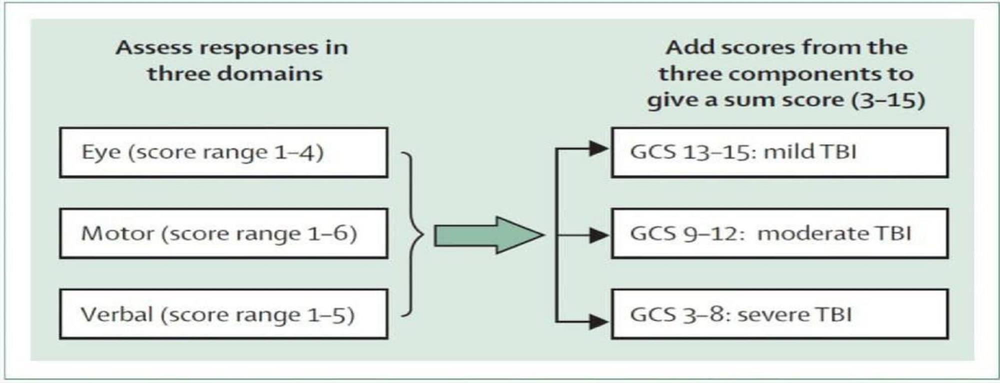 Assess responses in
three domains
Eye (score range 1–4)
Motor (score range 1–6)
Verbal (score range 1–5)
Add scores from the
three components to
give a sum score (3–15)
GCS 13–15: mild TBI
GCS 9–12: moderate TBI
GCS 3–8: severe TBI